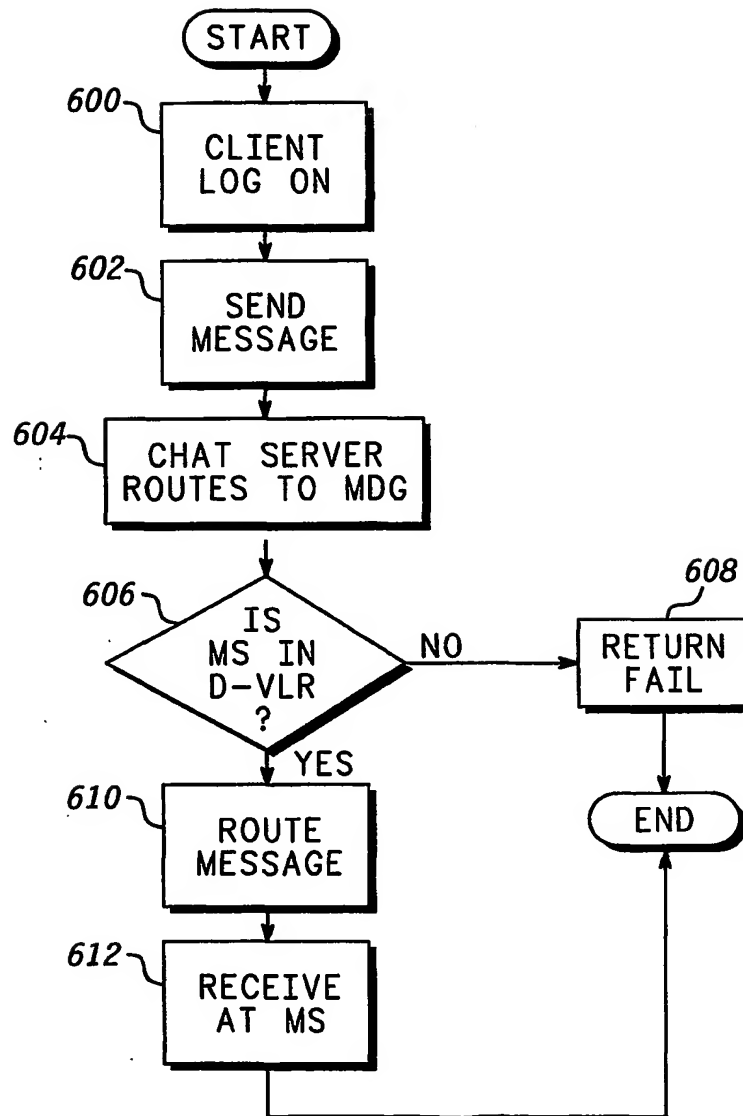 START
600
CLIENT
LOG ON
602
SEND
MESSAGE
604
CHAT SERVER
ROUTES TO MDG
606
IS
MS IN
D-VLR
?
NO
608
RETURN
FAIL
YES
END
610
ROUTE
MESSAGE
612
RECEIVE
AT MS